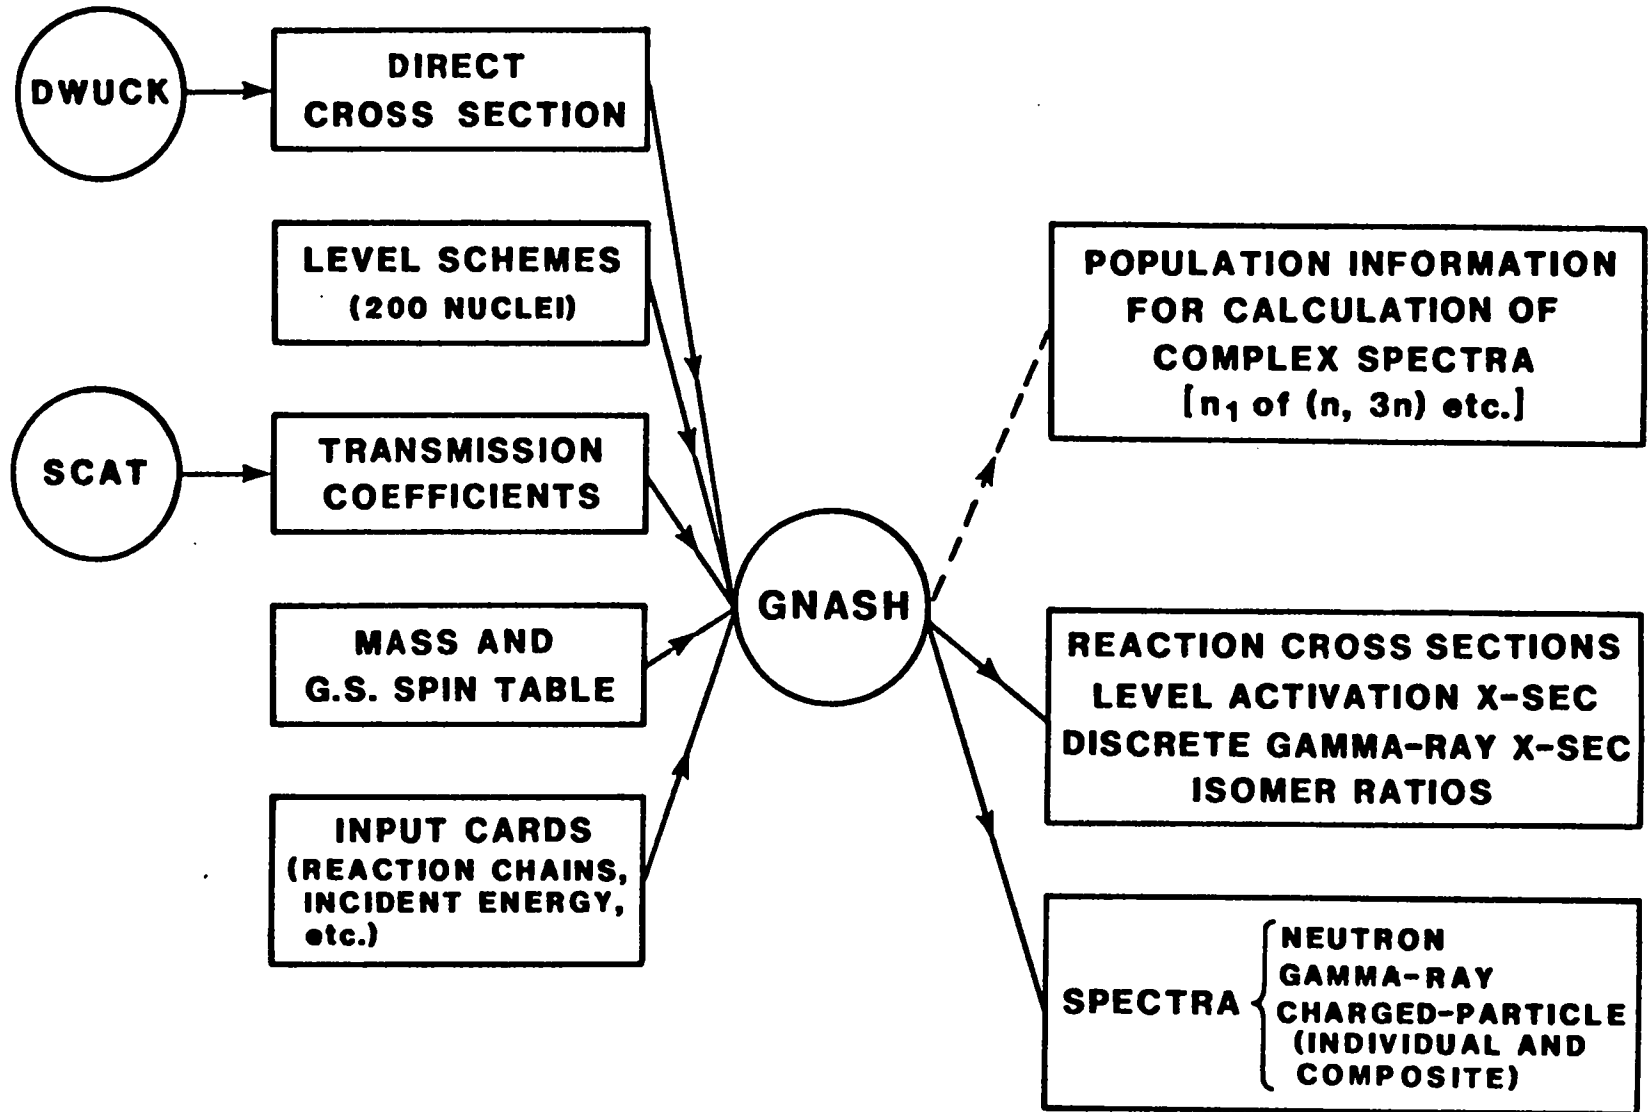 DWUCK
DIRECT
CROSS SECTION
LEVEL SCHEMES
(200 NUCLEI)
SCAT
TRANSMISSION
COEFFICIENTS
MASS AND
G.S. SPIN TABLE
INPUT CARDS
(REACTION CHAINS,
INCIDENT ENERGY,
etc.)
GNASH
POPULATION INFORMATION
FOR CALCULATION OF
COMPLEX SPECTRA
[n₁ of (n, 3n) etc.]
REACTION CROSS SECTIONS
LEVEL ACTIVATION X-SEC
DISCRETE GAMMA-RAY X-SEC
ISOMER RATIOS
SPECTRA
NEUTRON
GAMMA-RAY
CHARGED-PARTICLE
(INDIVIDUAL AND
COMPOSITE)